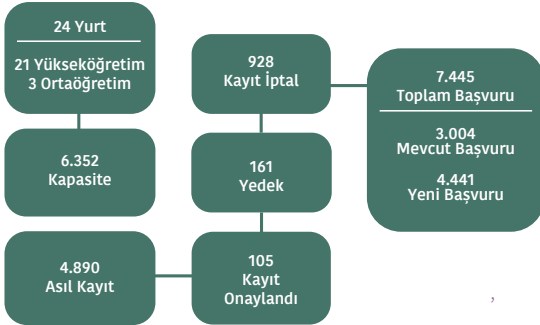 24 Yurt
21 Yükseköğretim
3 Ortaöğretim
6.352
Kapasite
4.890
Asıl Kayıt
928
Kayıt İptal
161
Yedek
105
Kayıt
Onaylandı
7.445
Toplam Başvuru
3.004
Mevcut Başvuru
4.441
Yeni Başvuru
,